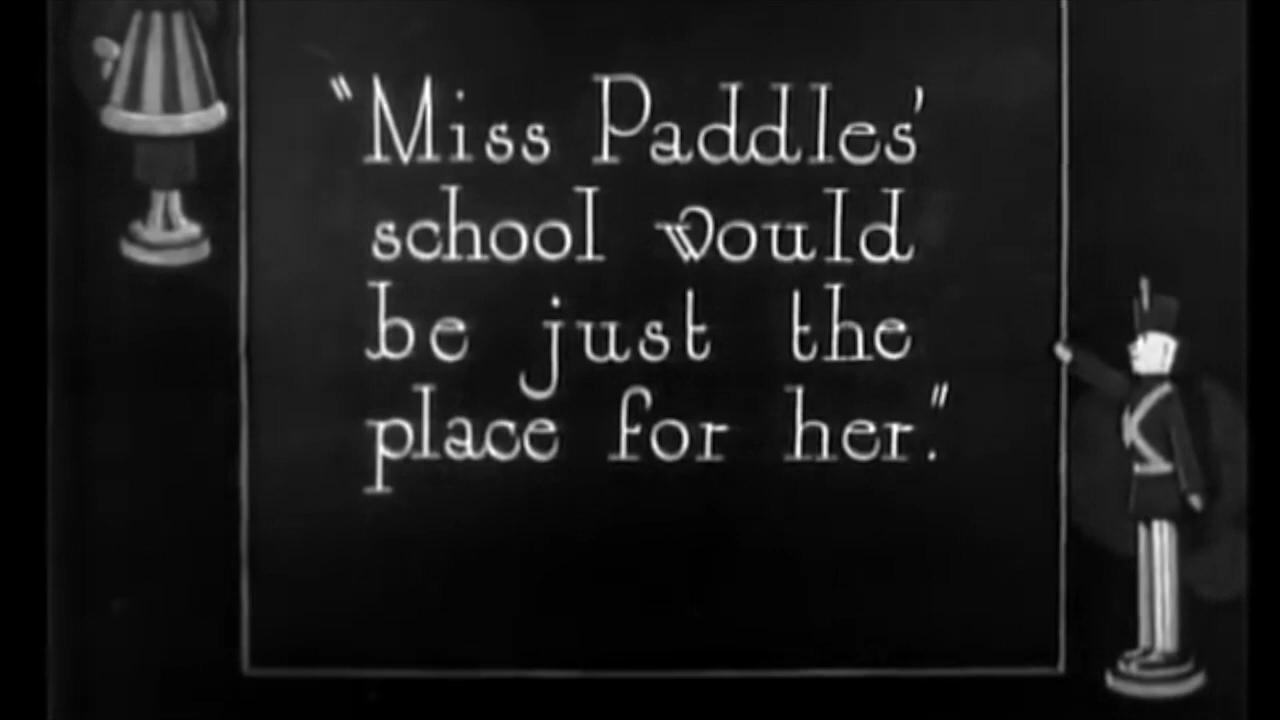 "Miss Paddles'
school would
be just the
place for her."